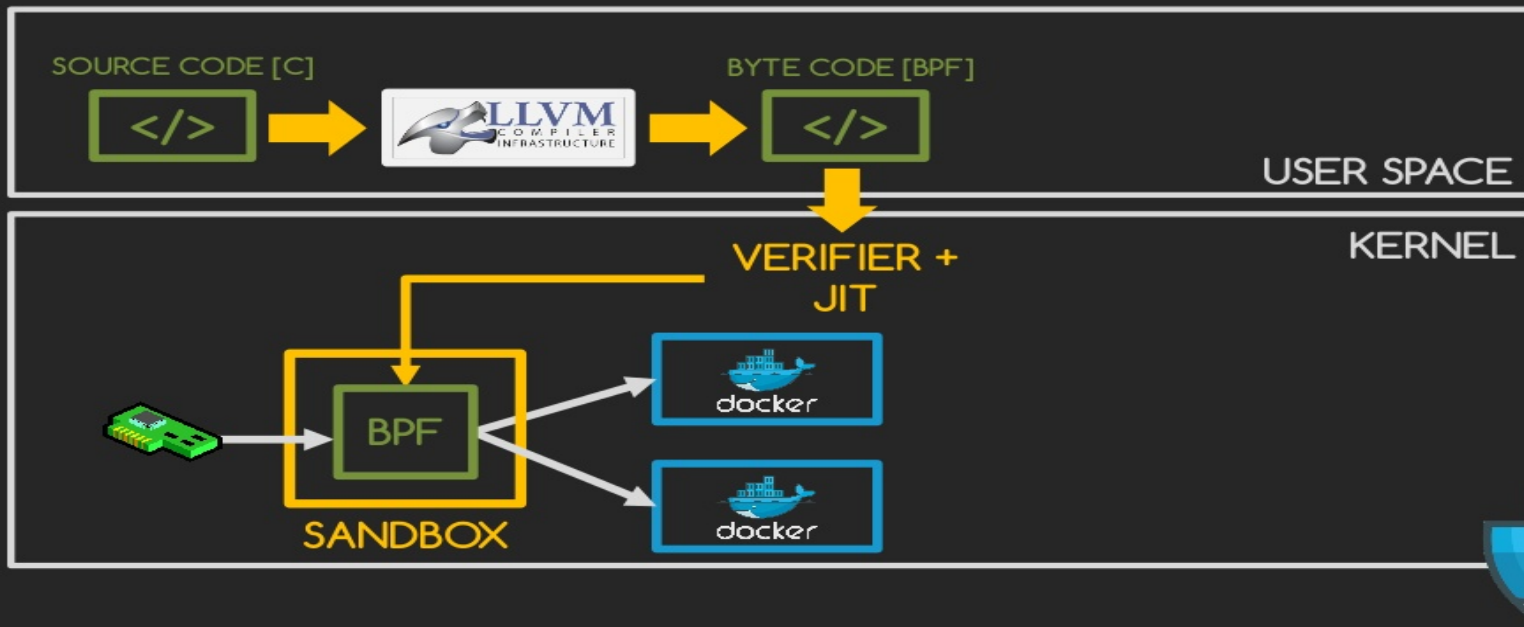 SOURCE CODE [C]
BYTE CODE [BPF]
</>
LLVM
COMPILER
INFRASTRUCTURE
</>
USER SPACE
KERNEL
VERIFIER +
JIT
docker
BPF
docker
SANDBOX